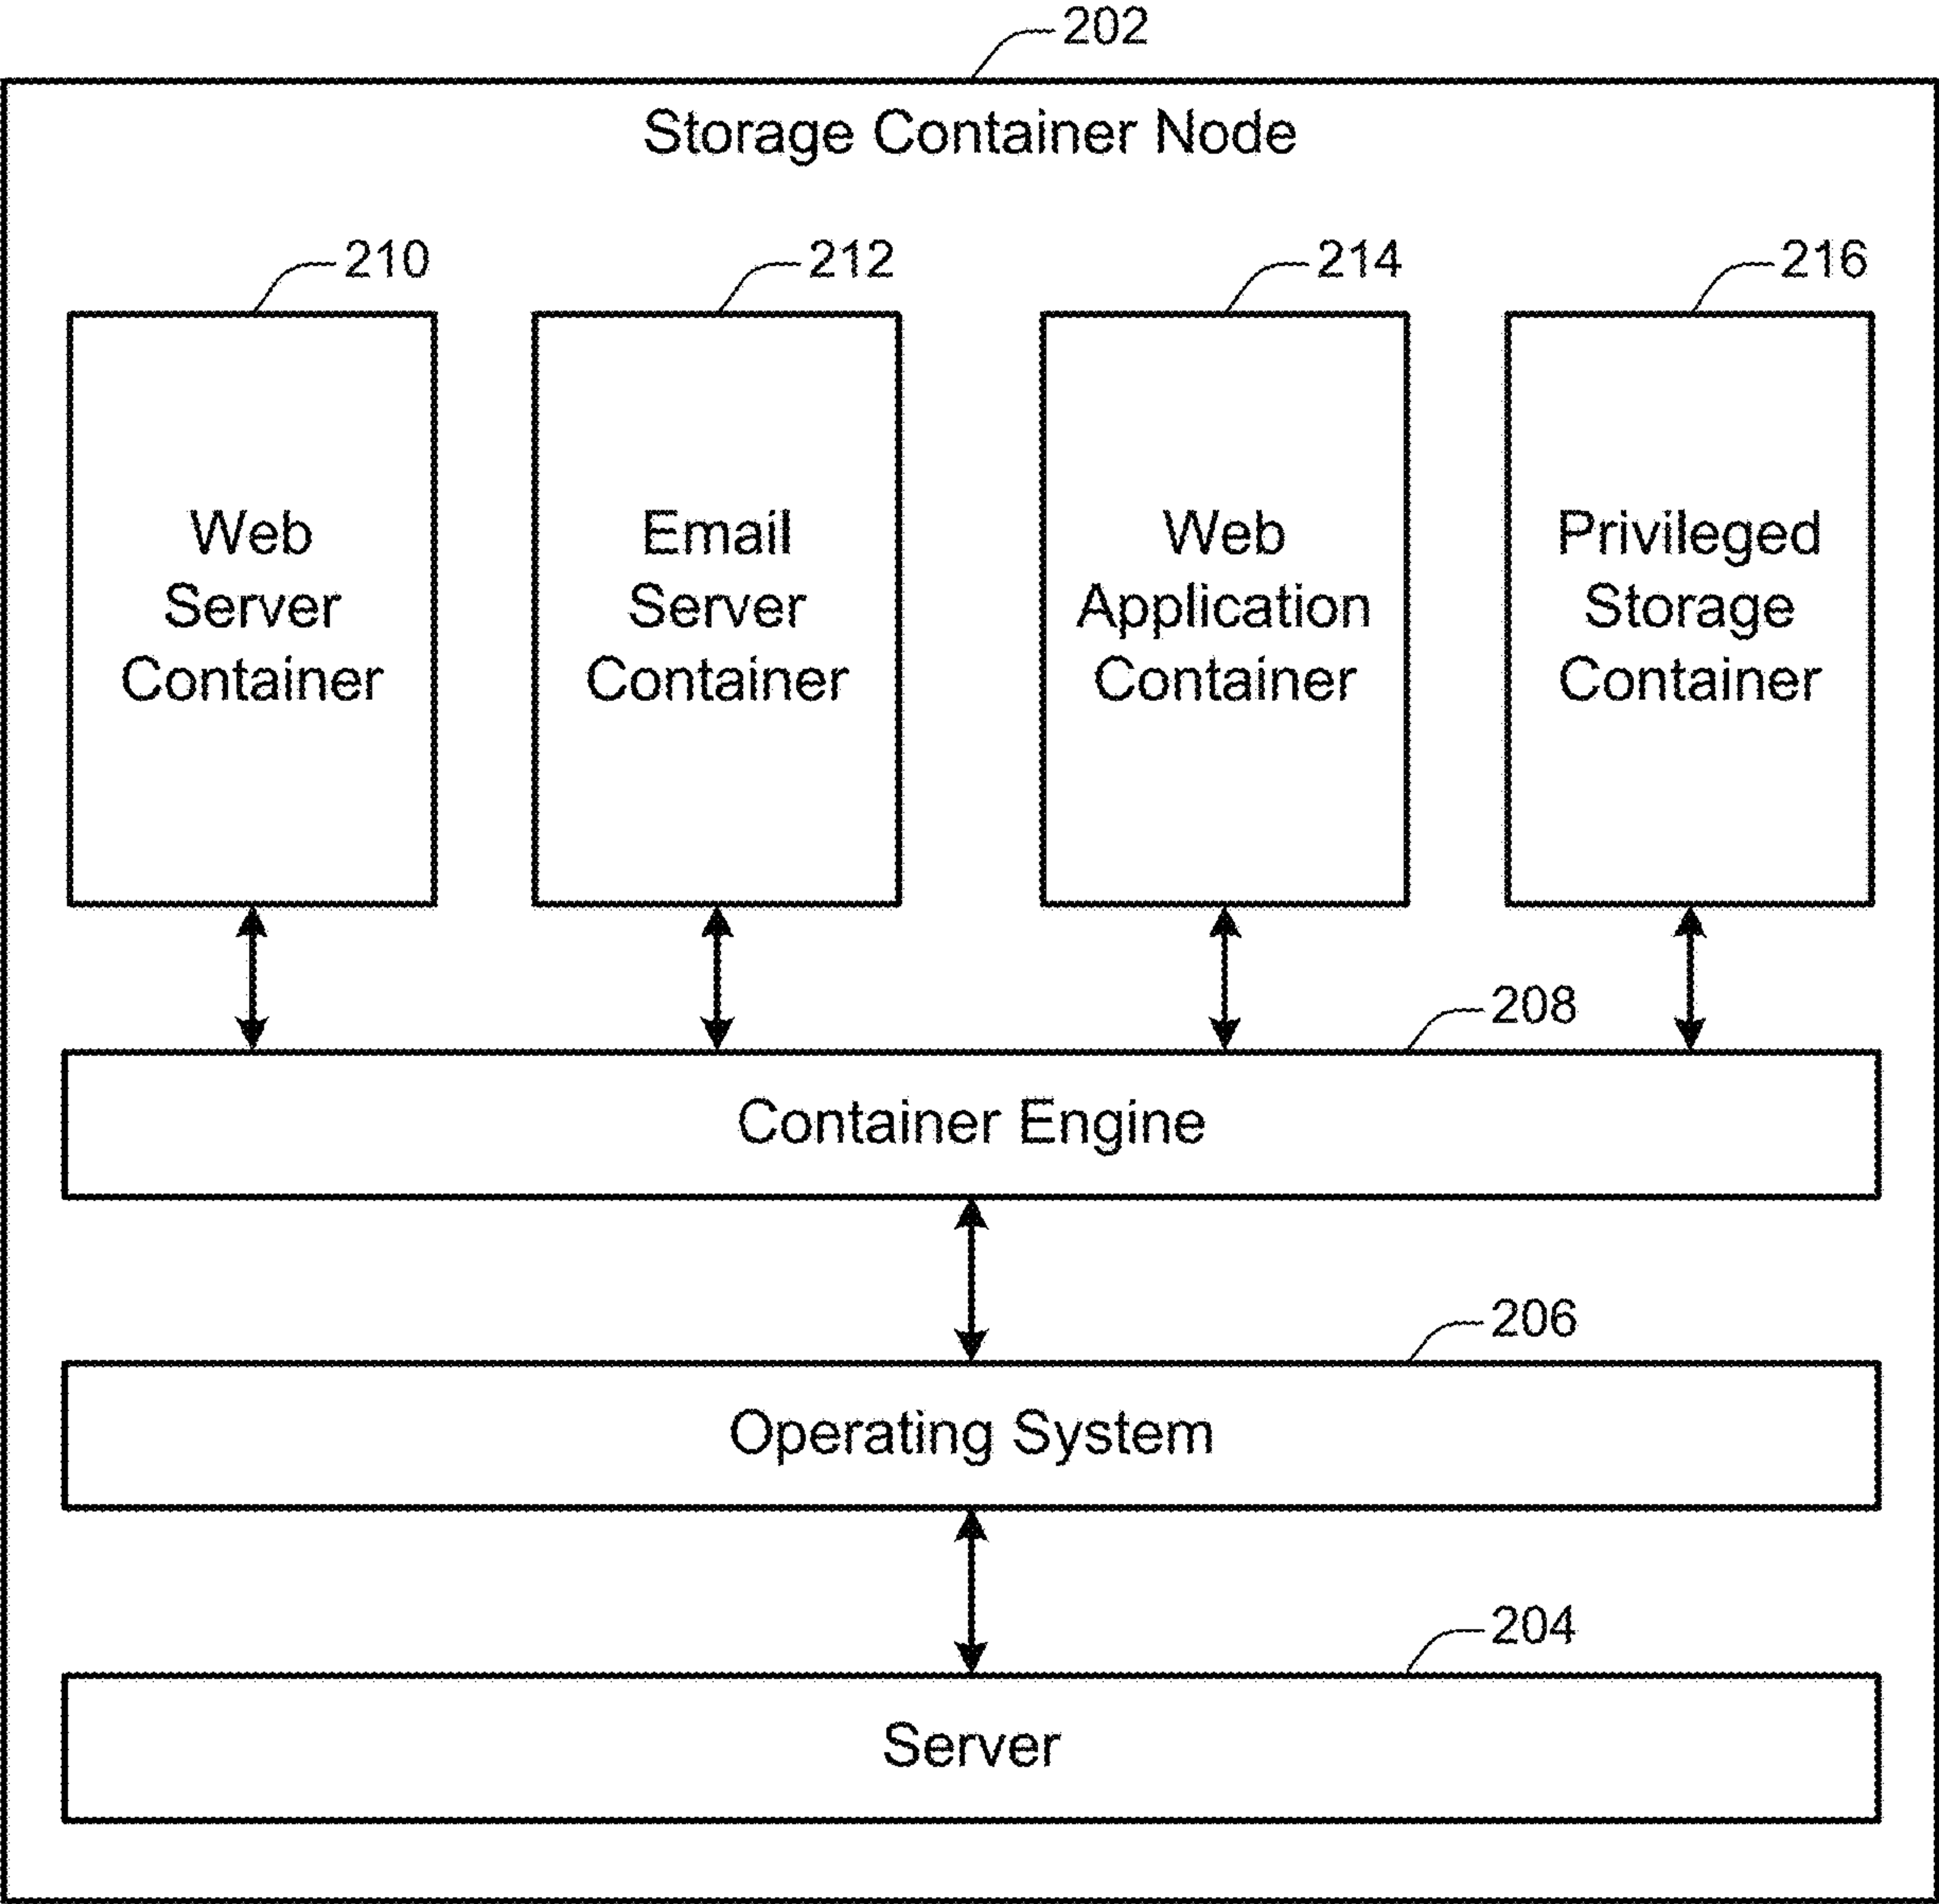 202
Storage Container Node
210
212
214
216
Web
Server
Container
Email
Server
Container
Web
Application
Container
Privileged
Storage
Container
208
Container Engine
206
Operating System
204
Server